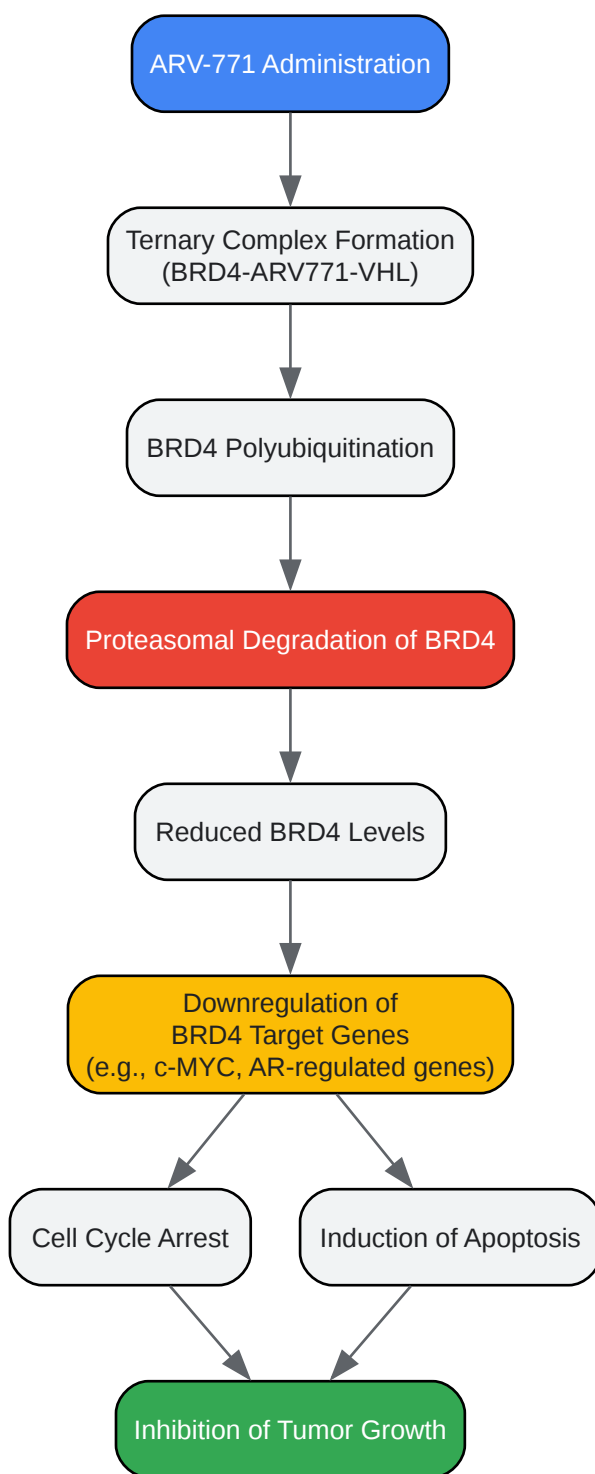 ARV-771 Administration
Ternary Complex Formation
(BRD4-ARV771-VHL)
BRD4 Polyubiquitination
Proteasomal Degradation of BRD4
Reduced BRD4 Levels
Downregulation of
BRD4 Target Genes
(e.g., c-MYC, AR-regulated genes)
Cell Cycle Arrest
Induction of Apoptosis
Inhibition of Tumor Growth